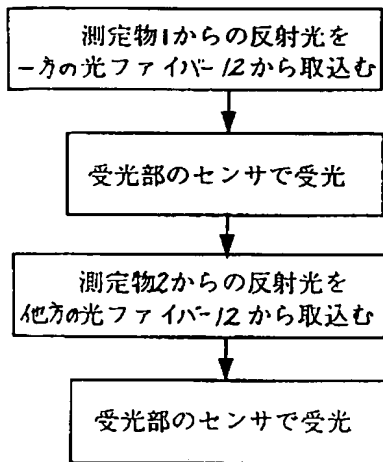 測定物1からの反射光を
一方の光ファイバー12から取込む
受光部のセンサで受光
測定物2からの反射光を
他方の光ファイバー12から取込む
受光部のセンサで受光